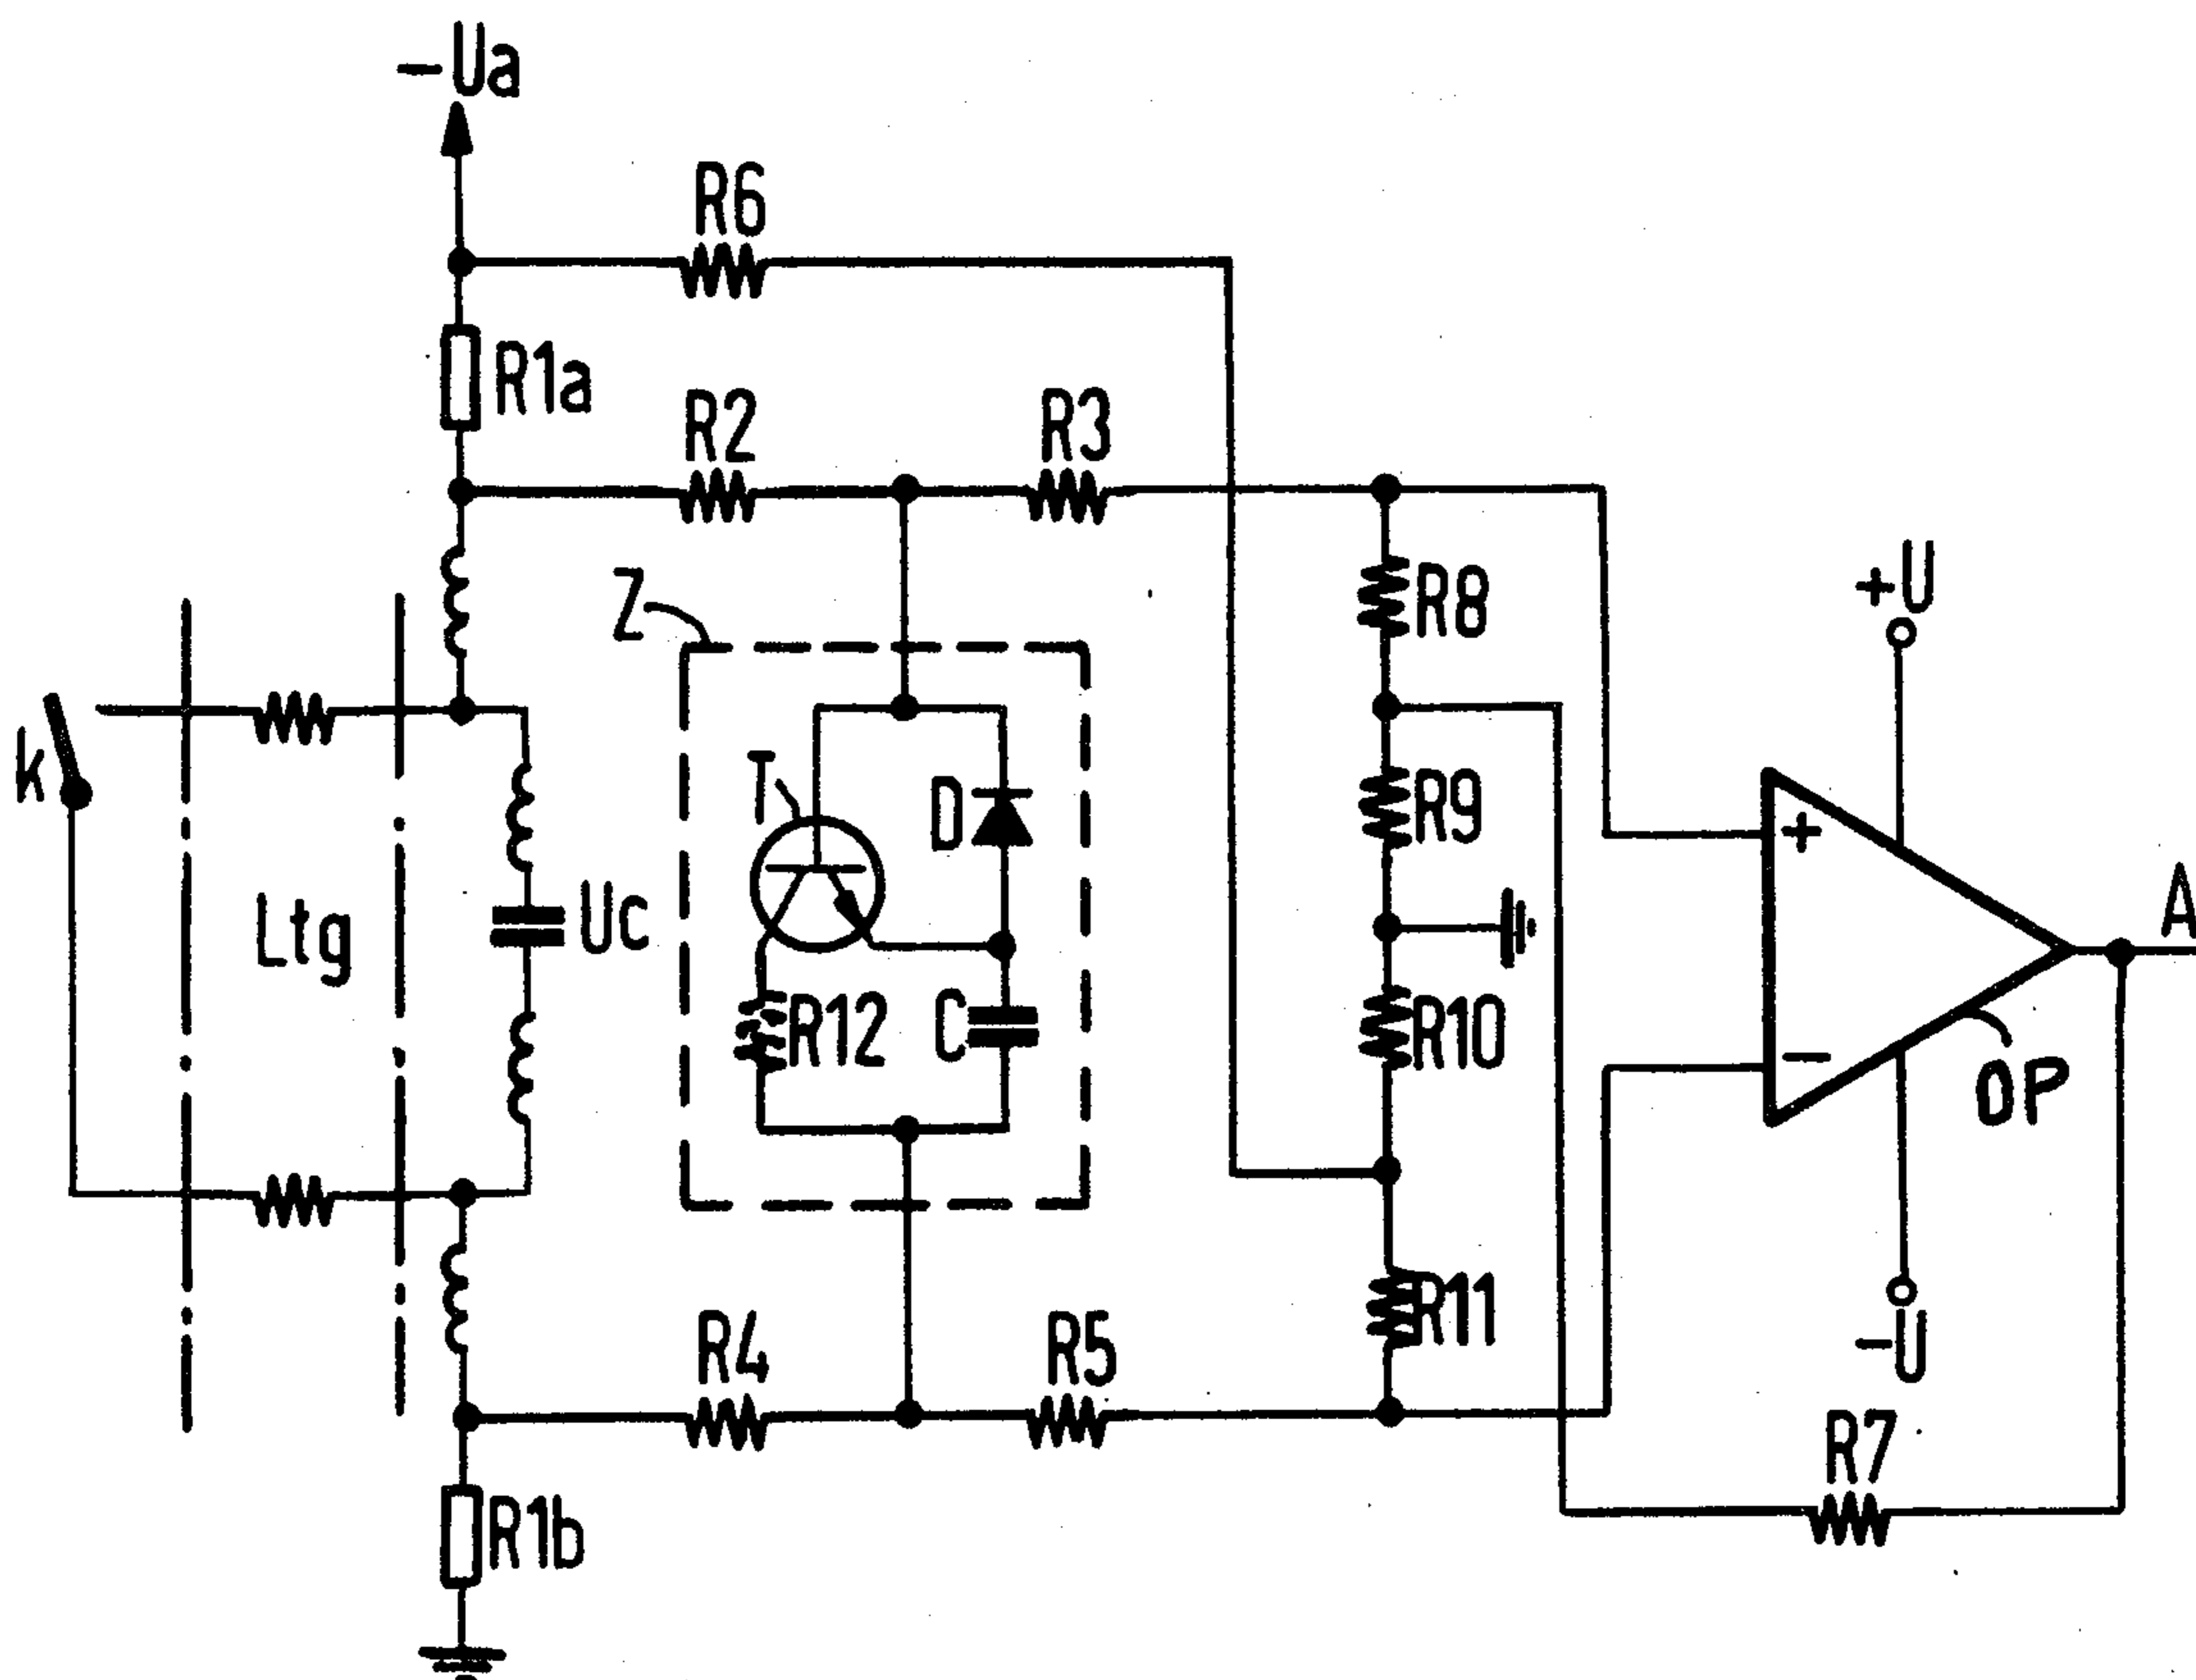 -Ua
R6
R1a
R2
R3
Z
R8
+U
k
T
D
R9
+
A
Ltg
Uc
R12
C
R10
-
OP
R11
-U
R4
R5
R7
R1b